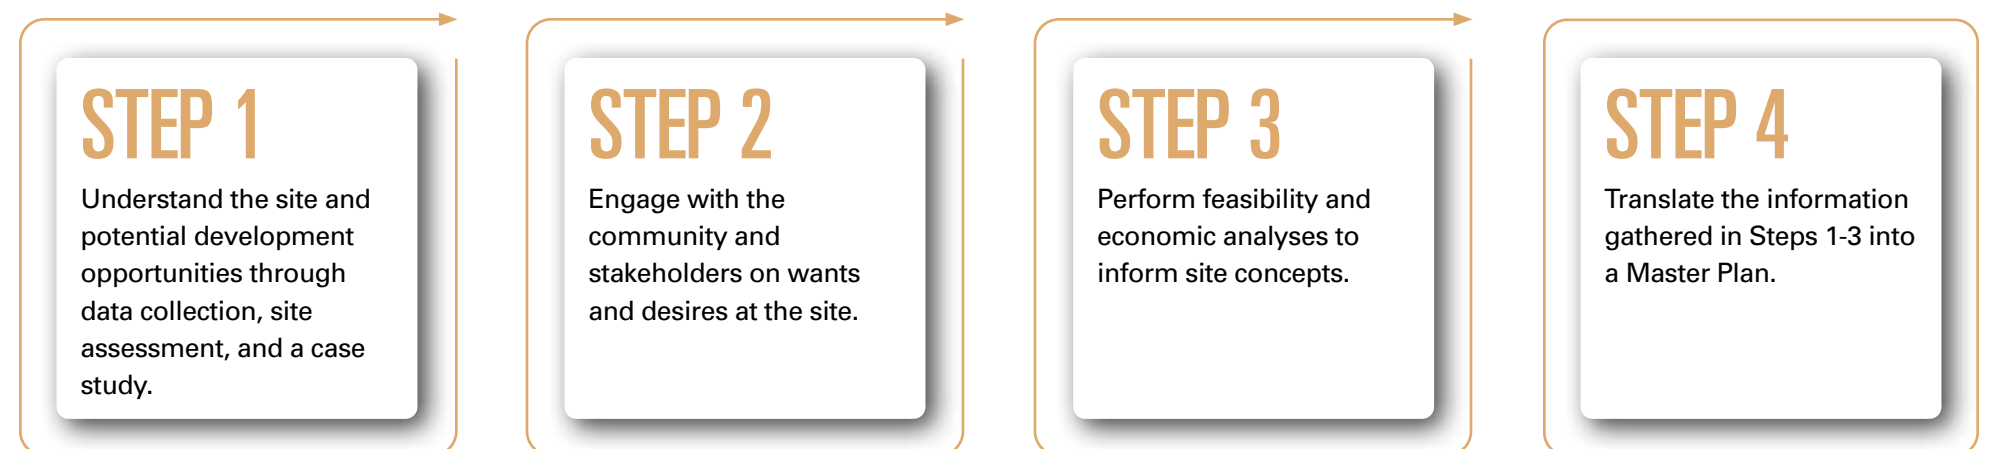 STEP 1
Understand the site and
potential development
opportunities through
data collection, site
assessment, and a case
study.
STEP 2
Engage with the
community and
stakeholders on wants
and desires at the site.
STEP 3
Perform feasibility and
economic analyses to
inform site concepts.
STEP 4
Translate the information
gathered in Steps 1-3 into
a Master Plan.